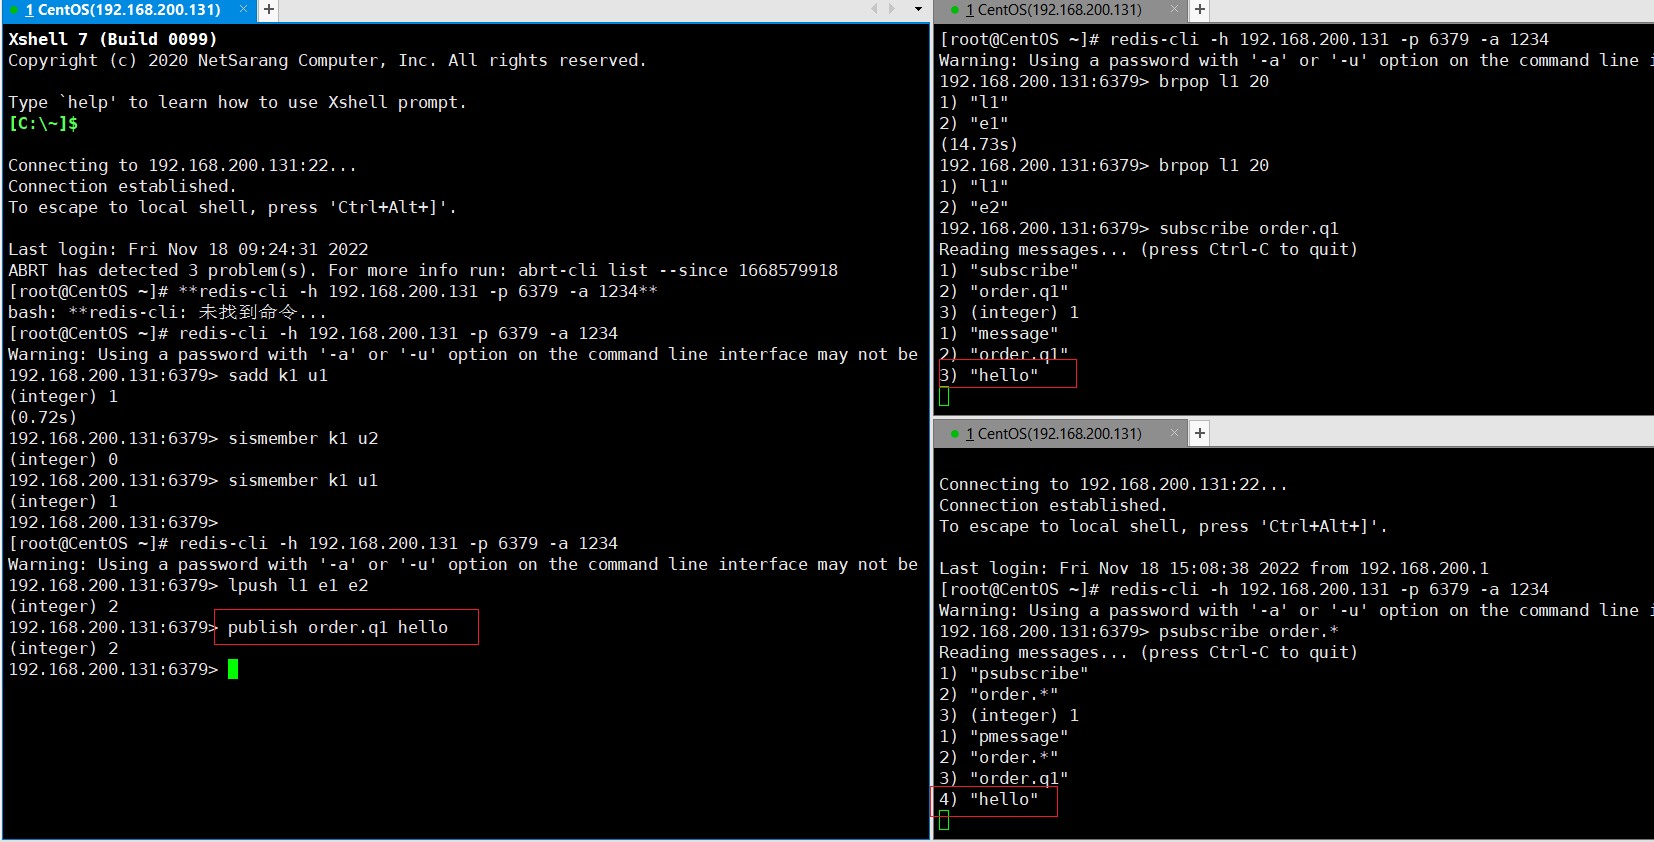 1 CentOS(192.168.200.131) × +
Xshell 7 (Build 0099)
Copyright (c) 2020 NetSarang Computer, Inc. All rights reserved.
Type `help' to learn how to use Xshell prompt.
[C:\~]$
Connecting to 192.168.200.131:22...
Connection established.
To escape to local shell, press 'Ctrl+Alt+]'.
Last login: Fri Nov 18 09:24:31 2022
ABRT has detected 3 problem(s). For more info run: abrt-cli list --since 1668579918
[root@CentOS ~]# **redis-cli -h 192.168.200.131 -p 6379 -a 1234**
bash: **redis-cli: 未找到命令...
[root@CentOS ~]# redis-cli -h 192.168.200.131 -p 6379 -a 1234
Warning: Using a password with '-a' or '-u' option on the command line interface may not be
192.168.200.131:6379> sadd k1 u1
(integer) 1
(0.72s)
192.168.200.131:6379> sismember k1 u2
(integer) 0
192.168.200.131:6379> sismember k1 u1
(integer) 1
192.168.200.131:6379>
[root@CentOS ~]# redis-cli -h 192.168.200.131 -p 6379 -a 1234
Warning: Using a password with '-a' or '-u' option on the command line interface may not be
192.168.200.131:6379> lpush l1 e1 e2
(integer) 2
192.168.200.131:6379> publish order.q1 hello
(integer) 2
192.168.200.131:6379>
1 CentOS(192.168.200.131) × +
[root@CentOS ~]# redis-cli -h 192.168.200.131 -p 6379 -a 1234
Warning: Using a password with '-a' or '-u' option on the command line i
192.168.200.131:6379> brpop l1 20
1) "l1"
2) "e1"
(14.73s)
192.168.200.131:6379> brpop l1 20
1) "l1"
2) "e2"
192.168.200.131:6379> subscribe order.q1
Reading messages... (press Ctrl-C to quit)
1) "subscribe"
2) "order.q1"
3) (integer) 1
1) "message"
2) "order.q1"
3) "hello"
1 CentOS(192.168.200.131) × +
Connecting to 192.168.200.131:22...
Connection established.
To escape to local shell, press 'Ctrl+Alt+]'.
Last login: Fri Nov 18 15:08:38 2022 from 192.168.200.1
[root@CentOS ~]# redis-cli -h 192.168.200.131 -p 6379 -a 1234
Warning: Using a password with '-a' or '-u' option on the command line i
192.168.200.131:6379> psubscribe order.*
Reading messages... (press Ctrl-C to quit)
1) "psubscribe"
2) "order.*"
3) (integer) 1
1) "pmessage"
2) "order.*"
3) "order.q1"
4) "hello"